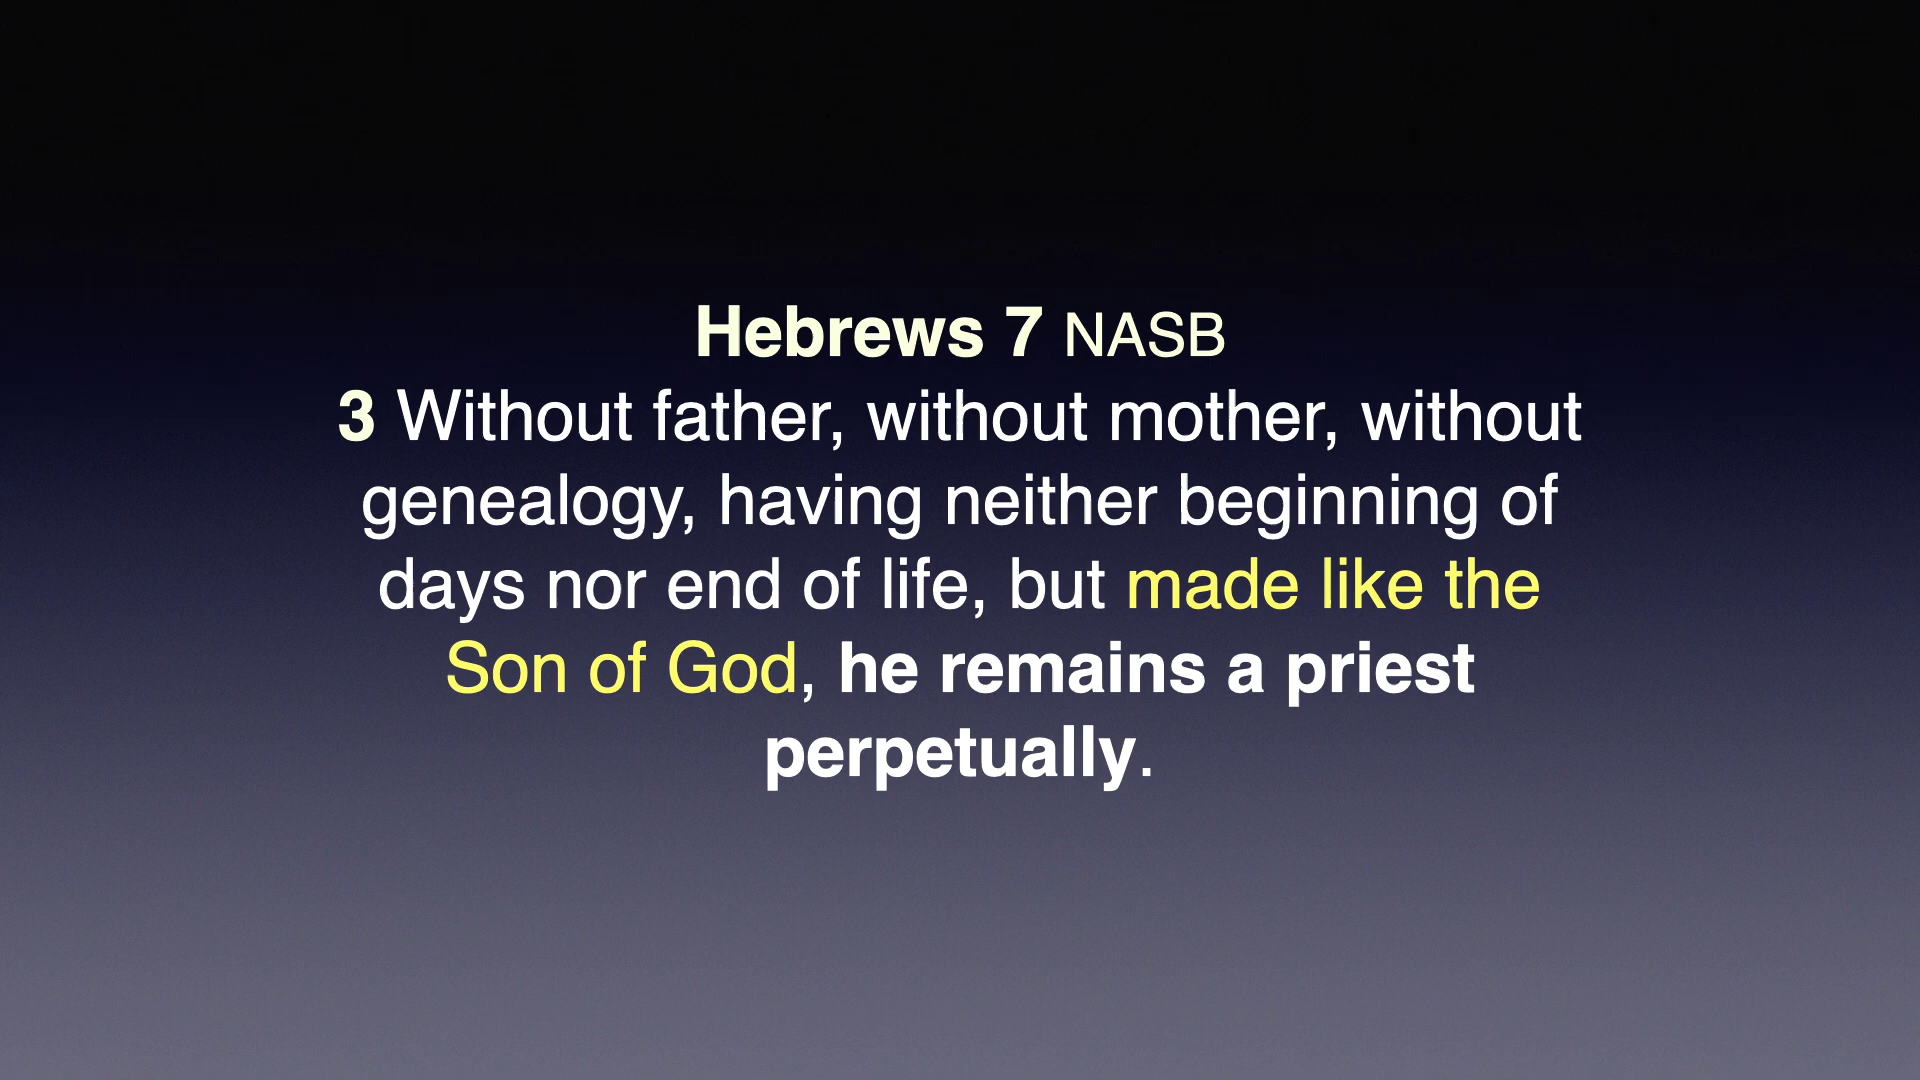 Hebrews 7 NASB
3 Without father, without mother, without
genealogy, having neither beginning of
days nor end of life, but made like the
Son of God, he remains a priest
perpetually.